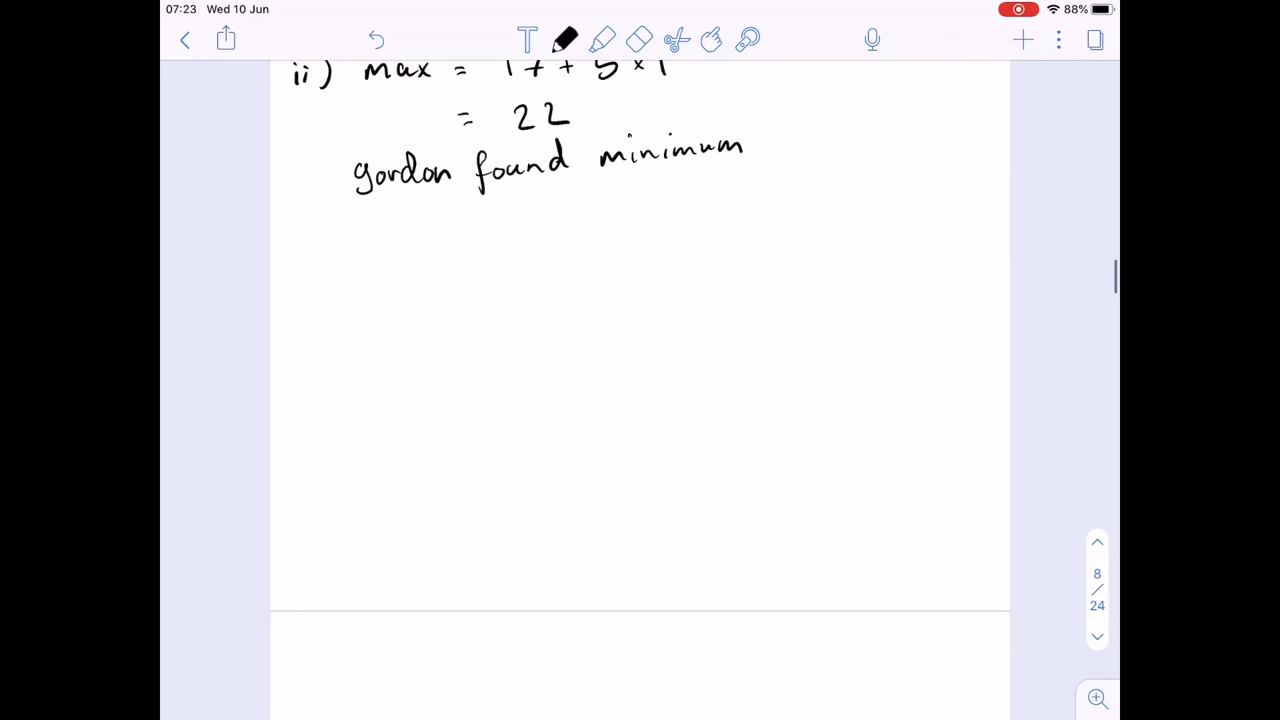 07:23 Wed 10 Jun 88%
T
ii) max = 17 + 5 × 1
= 22
gordon found minimum
8
/
24